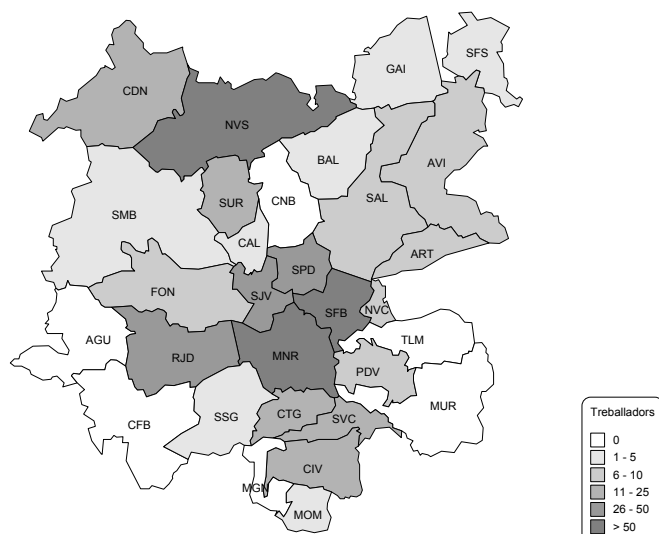 SFS
GAI
CDN
NVS
BAL
AVI
SUR
CNB
SAL
SMB
CAL
ART
SPD
FON
SJV
SFB
NVC
AGU
TLM
RJD
MNR
PDV
MUR
SSG
CTG
SVC
CFB
CIV
MGN
MOM
Treballadors
0
1 - 5
6 - 10
11 - 25
26 - 50
> 50